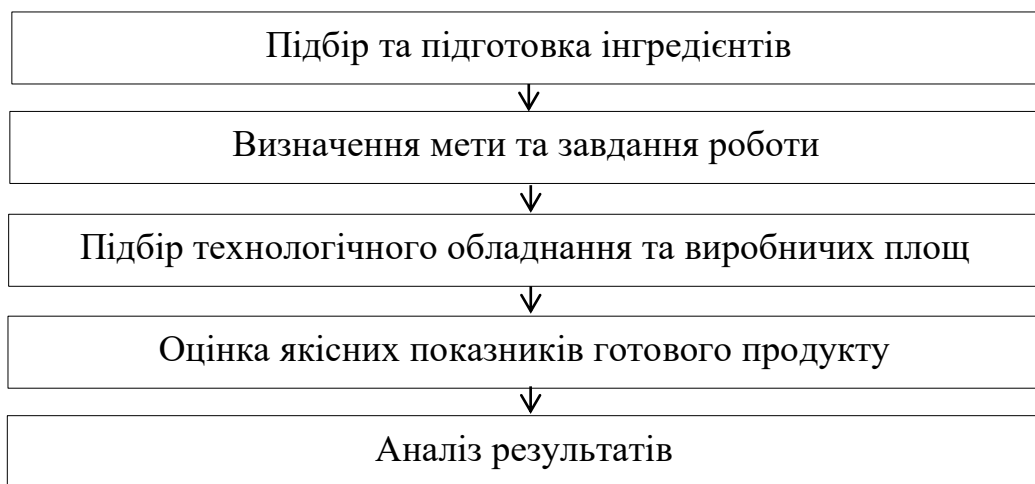 Підбір та підготовка інгредієнтів
Визначення мети та завдання роботи
Підбір технологічного обладнання та виробничих площ
Оцінка якісних показників готового продукту
Аналіз результатів